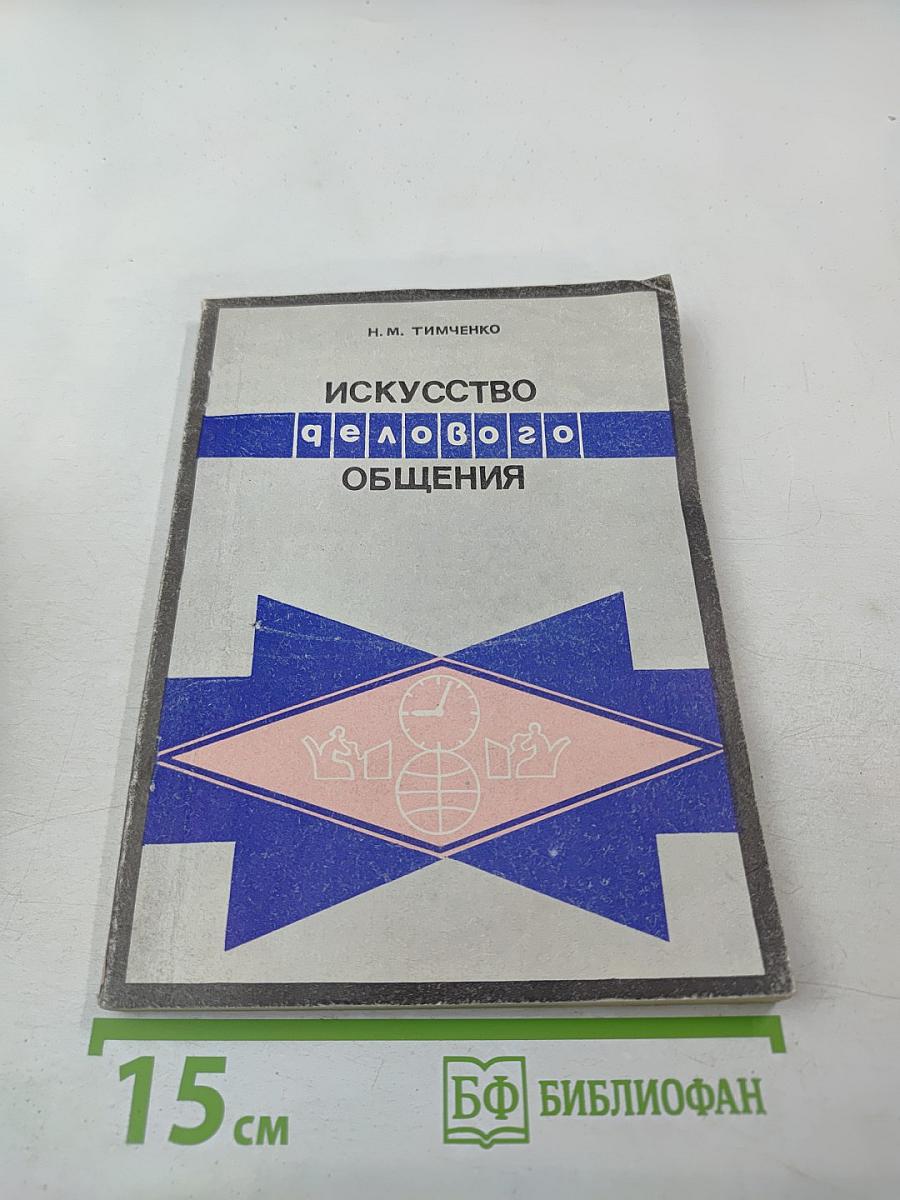 Н. М. ТИМЧЕНКО
ИСКУССТВО
делового
ОБЩЕНИЯ
15 см
БФ БИБЛИОФАН